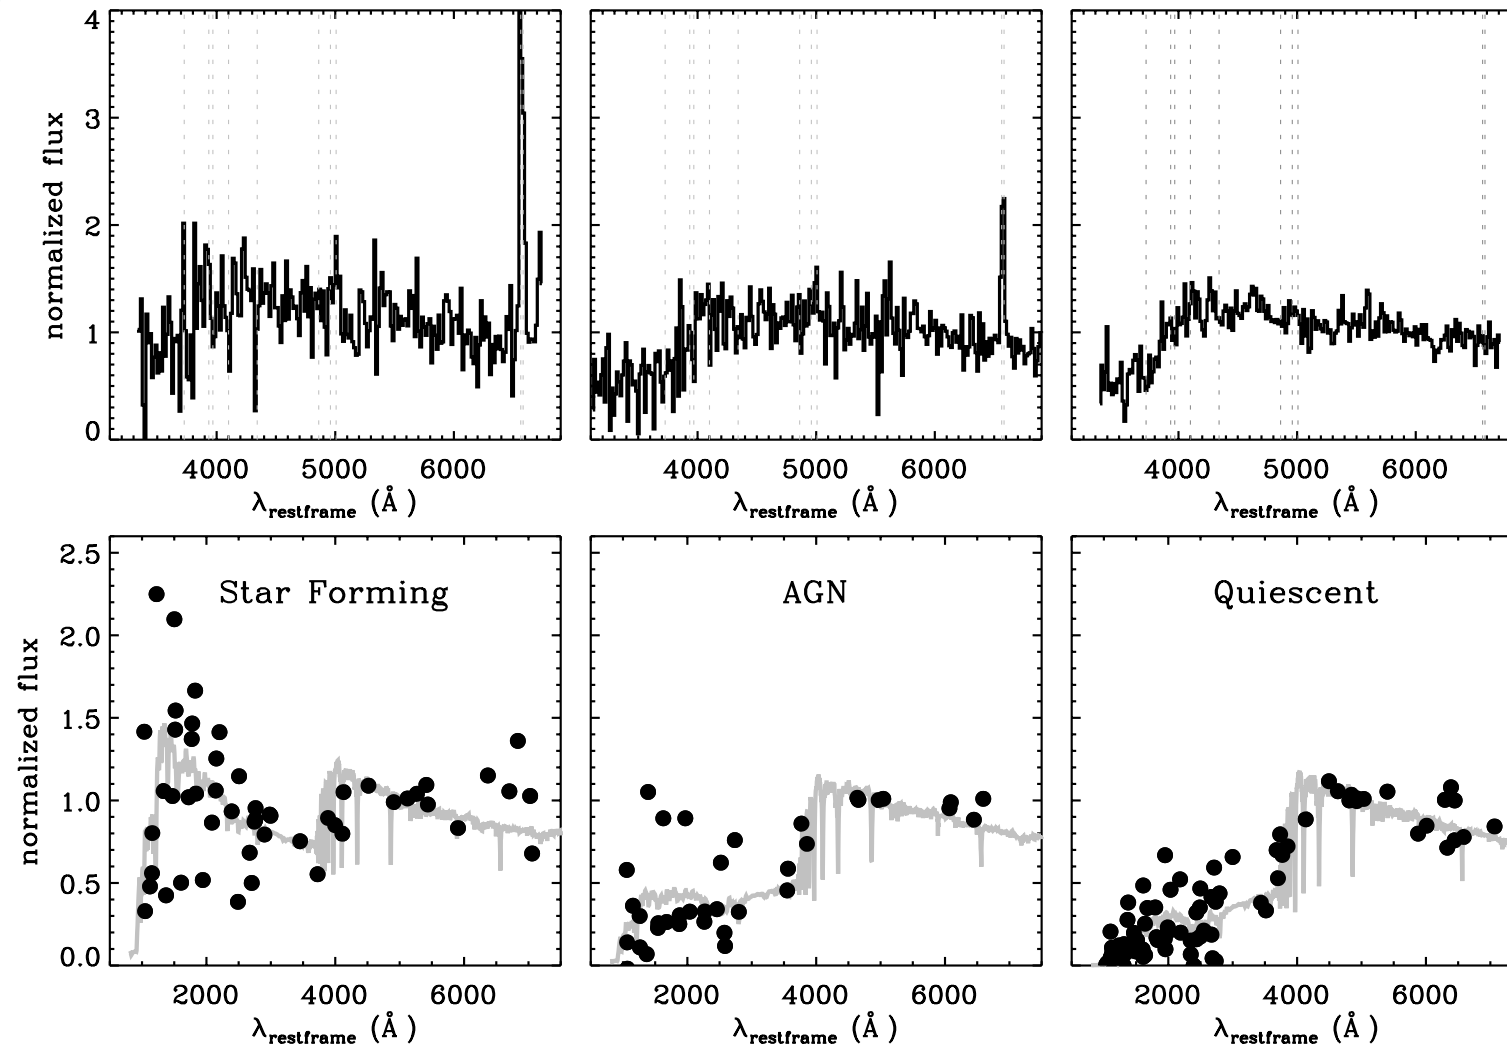 normalized flux
4
3
2
1
0
4000 5000 6000
4000 5000 6000
4000 5000 6000
λrestframe (Å)
λrestframe (Å)
λrestframe (Å)
normalized flux
2.5
2.0
1.5
1.0
0.5
0.0
Star Forming
AGN
Quiescent
2000 4000 6000
2000 4000 6000
2000 4000 6000
λrestframe (Å)
λrestframe (Å)
λrestframe (Å)